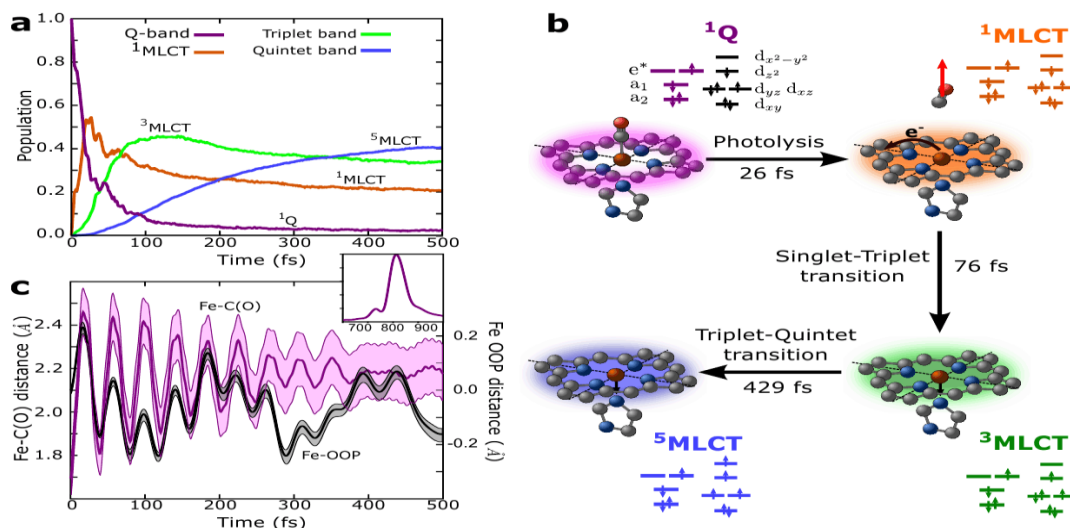 a
Q-band
¹MLCT
Triplet band
Quintet band
1.0
0.8
0.6
0.4
0.2
0.0
Population
³MLCT
⁵MLCT
¹MLCT
¹Q
0
100
200
300
400
500
Time (fs)
b
¹Q
e*
a₁
a₂
d_{x²−y²}
d_{z²}
d_{yz} d_{xz}
d_{xy}
¹MLCT
e⁻
Photolysis
26 fs
Singlet-Triplet
transition
76 fs
Triplet-Quintet
transition
429 fs
⁵MLCT
³MLCT
c
Fe-C(O)
700
800
900
2.4
2.2
2.0
1.8
Fe-C(O) distance (Å)
0.2
0.0
-0.2
Fe OOP distance (Å)
Fe-OOP
0
100
200
300
400
500
Time (fs)